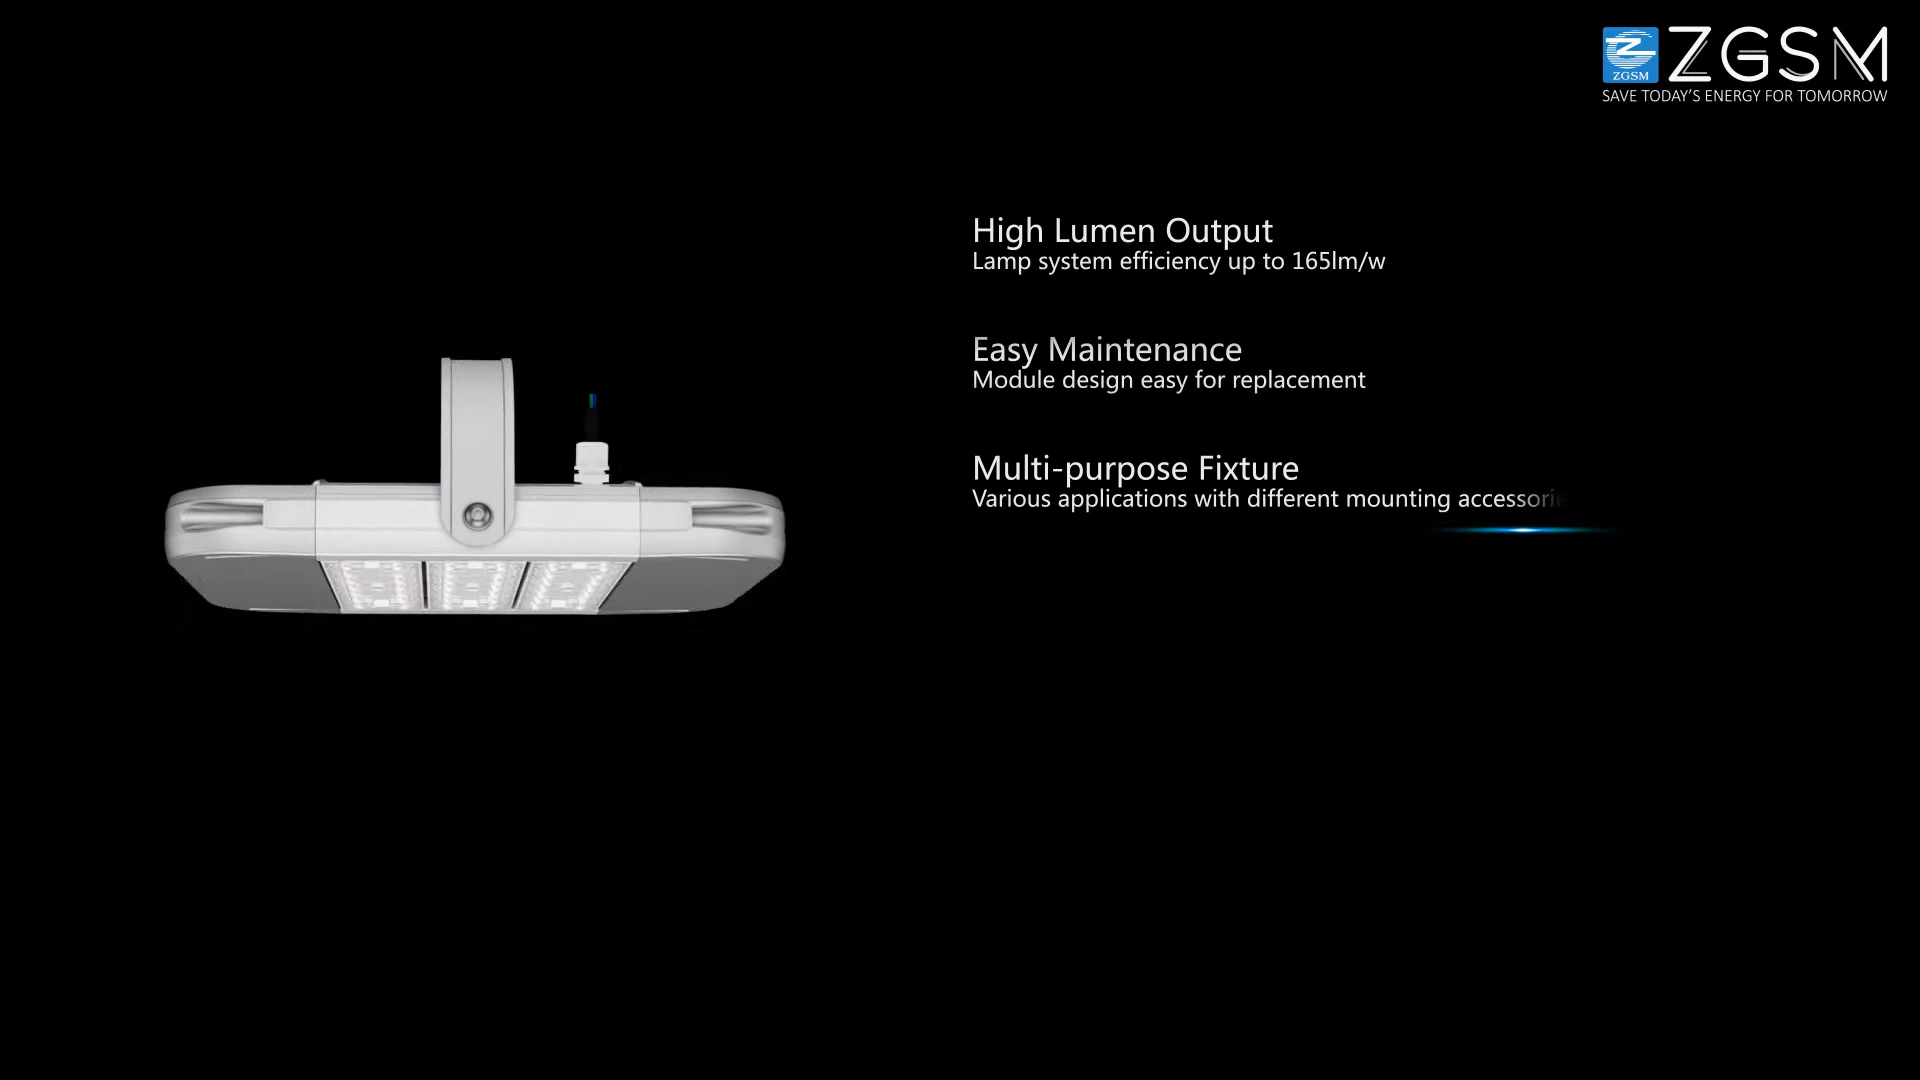 ZGSM
ZGSM
SAVE TODAY'S ENERGY FOR TOMORROW
High Lumen Output
Lamp system efficiency up to 165lm/w
Easy Maintenance
Module design easy for replacement
Multi-purpose Fixture
Various applications with different mounting accessorie